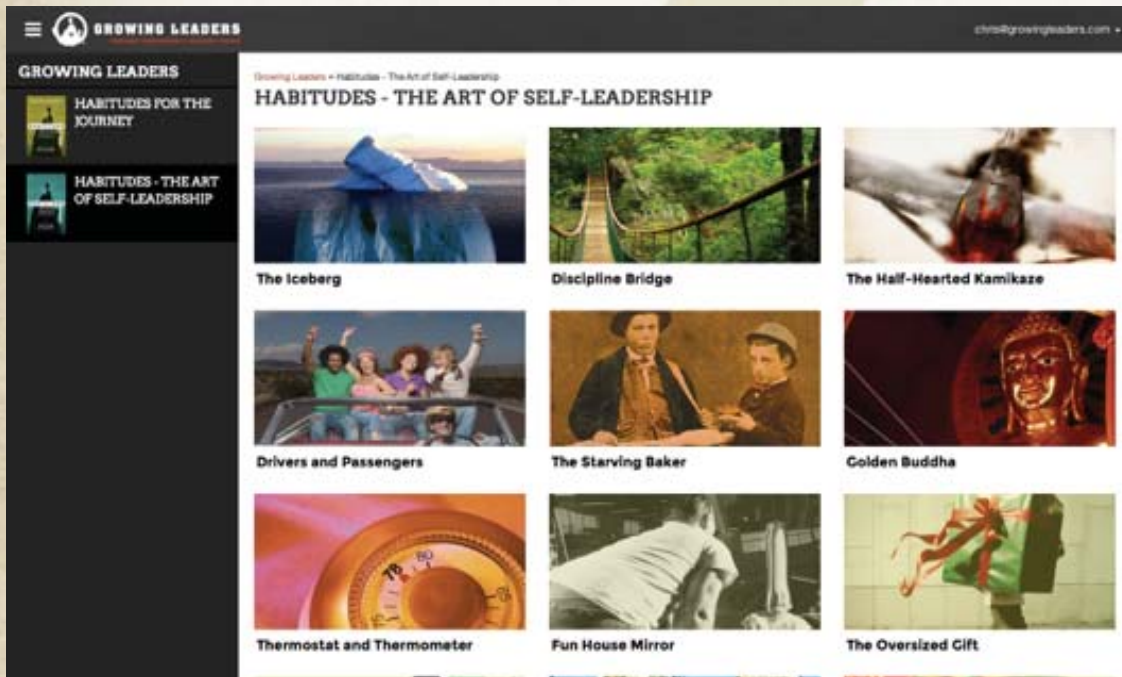 GROWING LEADERS
chris@growingleaders.com
GROWING LEADERS
HABITUDES FOR THE
JOURNEY
HABITUDES - THE ART
OF SELF-LEADERSHIP
Growing Leaders » Habitudes - The Art of Self-Leadership
HABITUDES - THE ART OF SELF-LEADERSHIP
The Iceberg
Discipline Bridge
The Half-Hearted Kamikaze
Drivers and Passengers
The Starving Baker
Golden Buddha
78
80
Thermostat and Thermometer
Fun House Mirror
The Oversized Gift